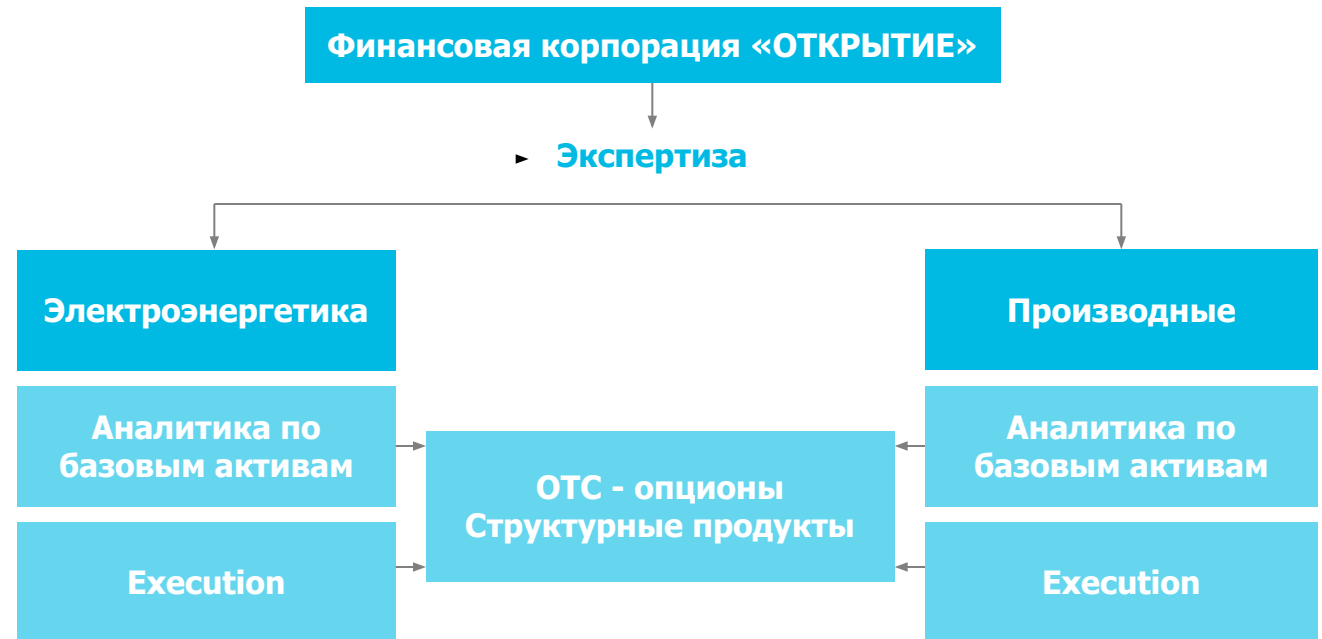 Финансовая корпорация «ОТКРЫТИЕ»
► Экспертиза
Электроэнергетика
Производные
Аналитика по
базовым активам
Аналитика по
базовым активам
ОТС - опционы
Структурные продукты
Execution
Execution